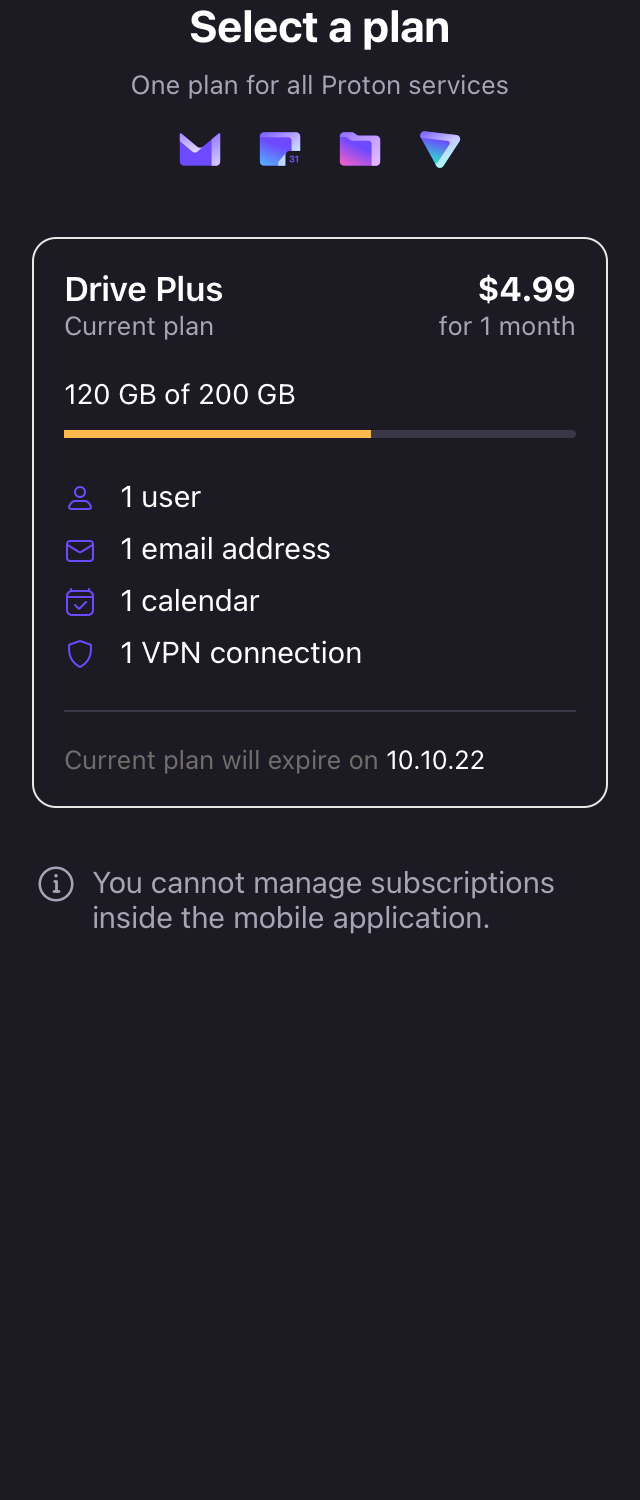 Select a plan
One plan for all Proton services
31
Drive Plus
$4.99
Current plan
for 1 month
120 GB of 200 GB
1 user
1 email address
1 calendar
1 VPN connection
Current plan will expire on 10.10.22
You cannot manage subscriptions
inside the mobile application.